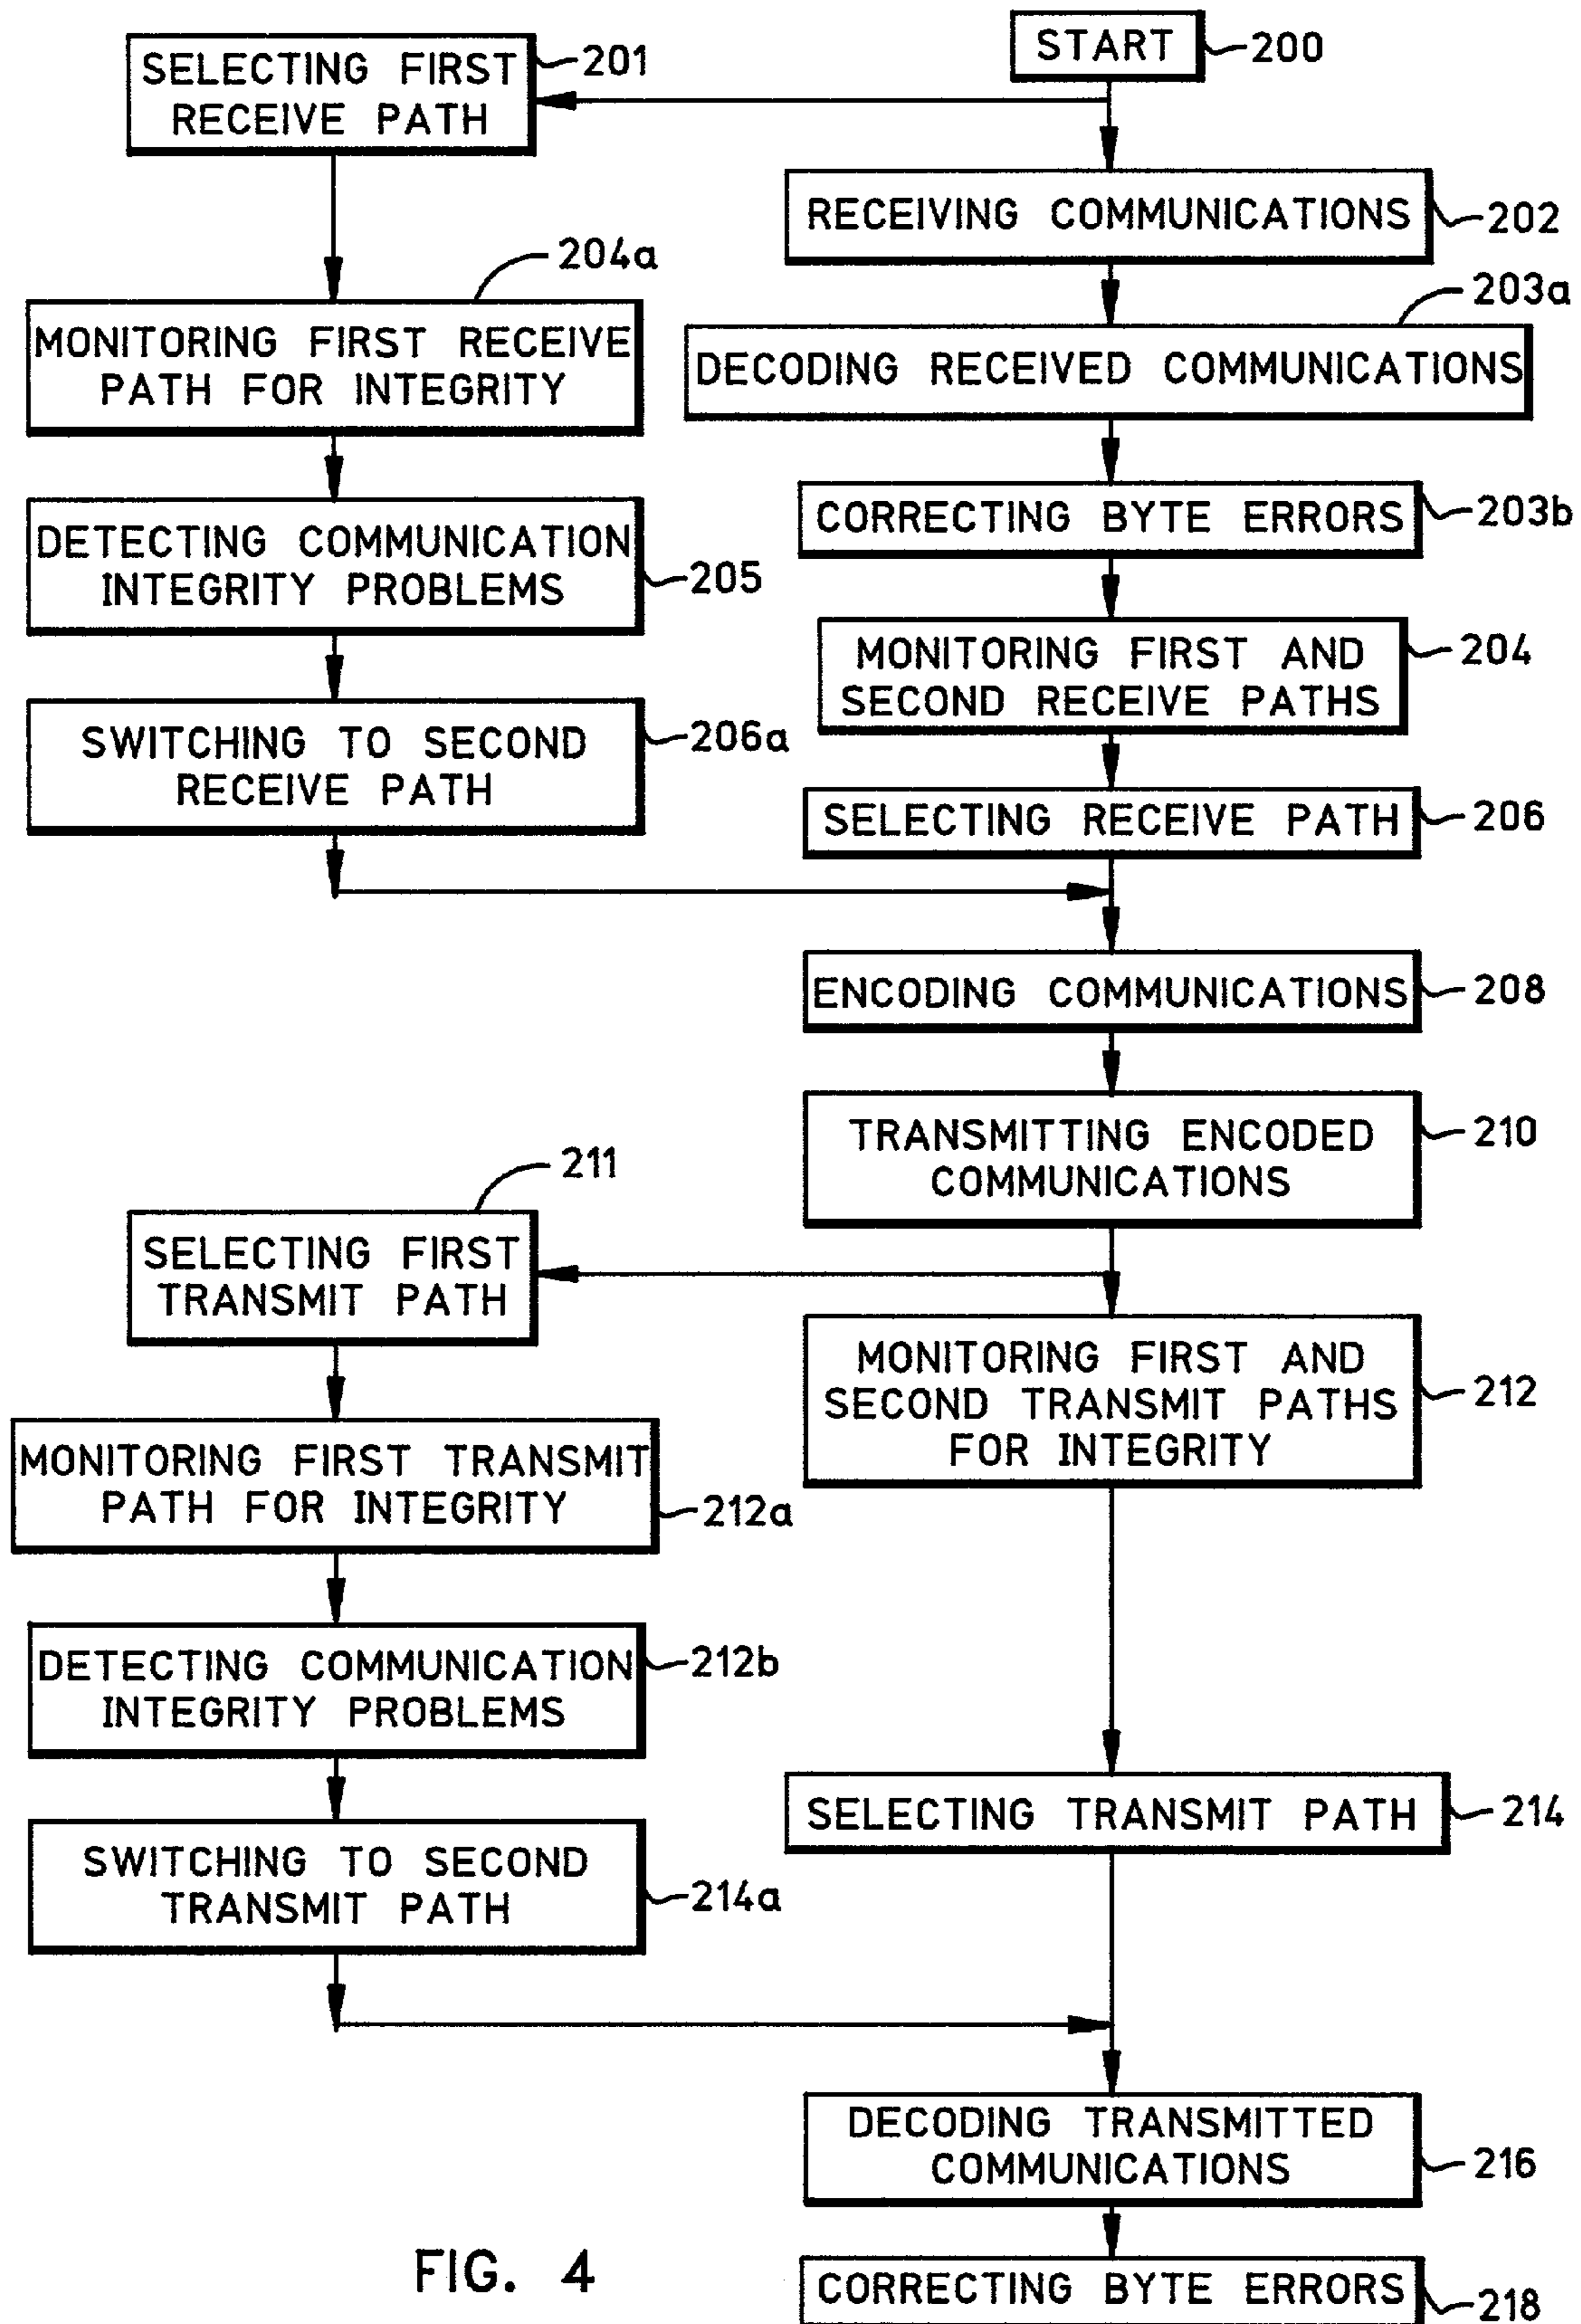 START
200
SELECTING FIRST
RECEIVE PATH
201
RECEIVING COMMUNICATIONS
202
204a
MONITORING FIRST RECEIVE
PATH FOR INTEGRITY
203a
DECODING RECEIVED COMMUNICATIONS
DETECTING COMMUNICATION
INTEGRITY PROBLEMS
205
CORRECTING BYTE ERRORS
203b
MONITORING FIRST AND
SECOND RECEIVE PATHS
204
SWITCHING TO SECOND
RECEIVE PATH
206a
SELECTING RECEIVE PATH
206
ENCODING COMMUNICATIONS
208
TRANSMITTING ENCODED
COMMUNICATIONS
210
211
SELECTING FIRST
TRANSMIT PATH
MONITORING FIRST AND
SECOND TRANSMIT PATHS
FOR INTEGRITY
212
MONITORING FIRST TRANSMIT
PATH FOR INTEGRITY
212a
DETECTING COMMUNICATION
INTEGRITY PROBLEMS
212b
SELECTING TRANSMIT PATH
214
SWITCHING TO SECOND
TRANSMIT PATH
214a
DECODING TRANSMITTED
COMMUNICATIONS
216
CORRECTING BYTE ERRORS
218
FIG. 4